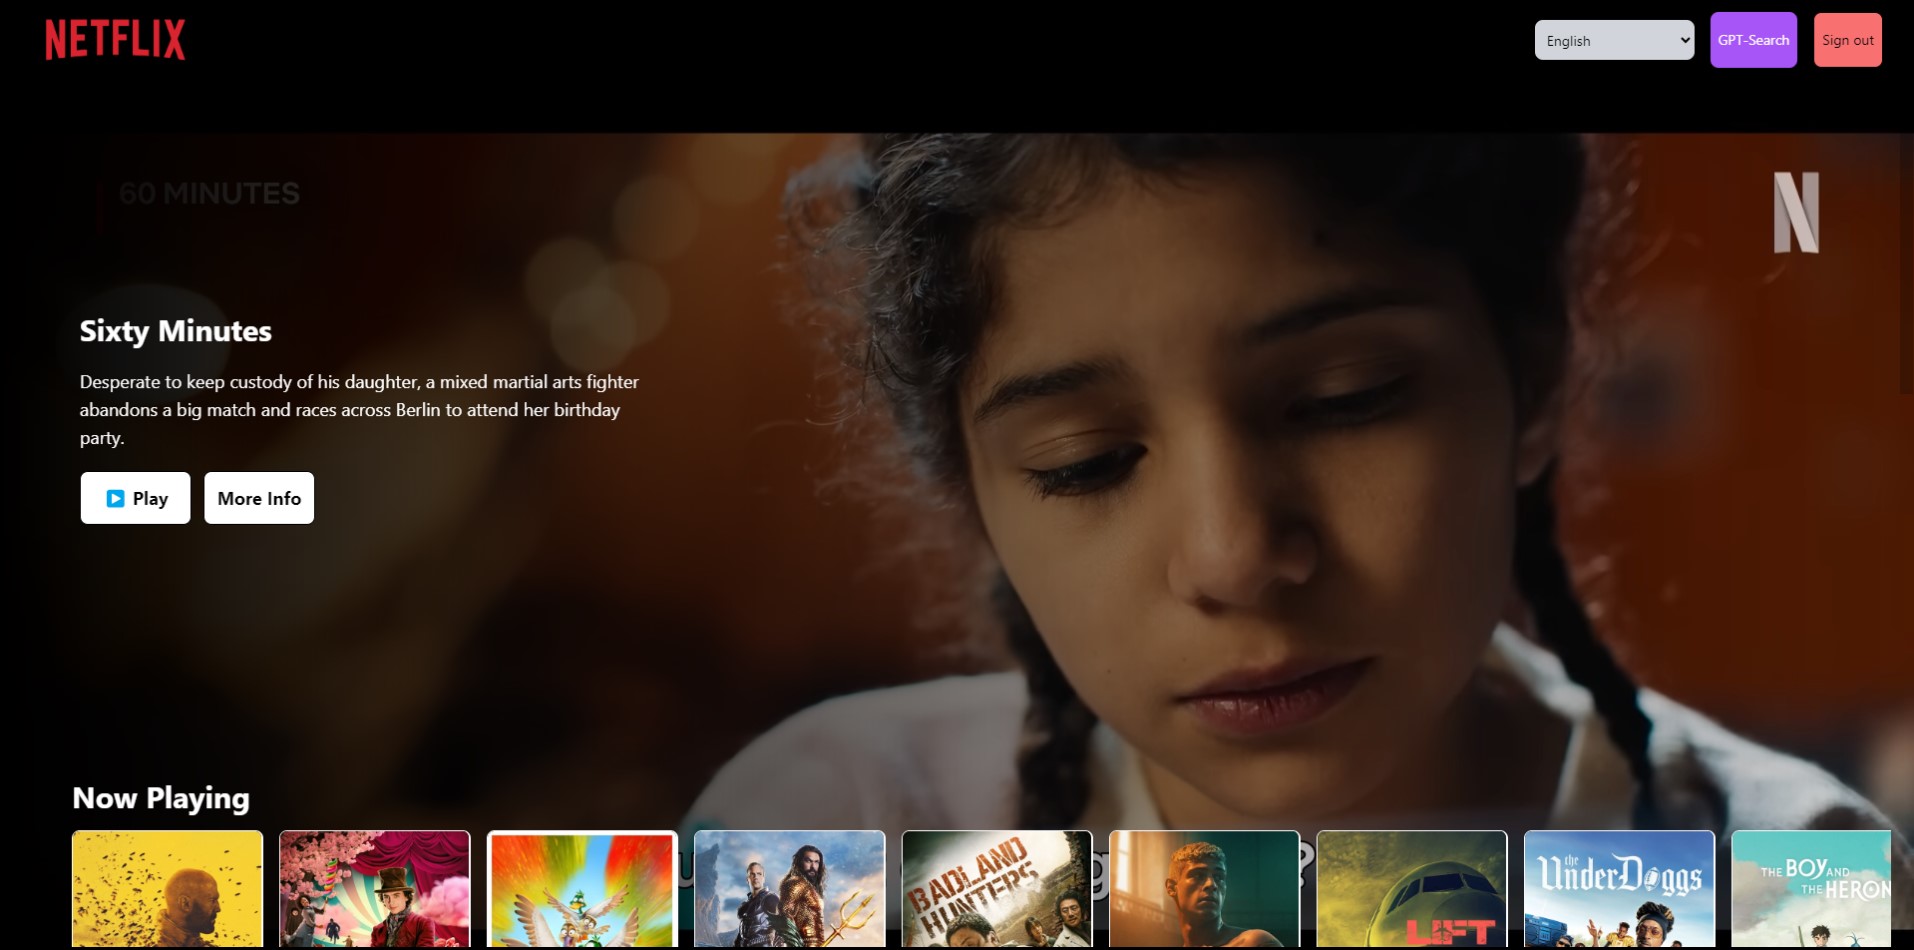 NETFLIX
English
GPT-Search
Sign out
60 MINUTES
N
Sixty Minutes
Desperate to keep custody of his daughter, a mixed martial arts fighter
abandons a big match and races across Berlin to attend her birthday
party.
Play
More Info
Now Playing
BADLAND
HUNTERS
LIFT
the
UnderDoggs
THE BOY AND
THE HERON